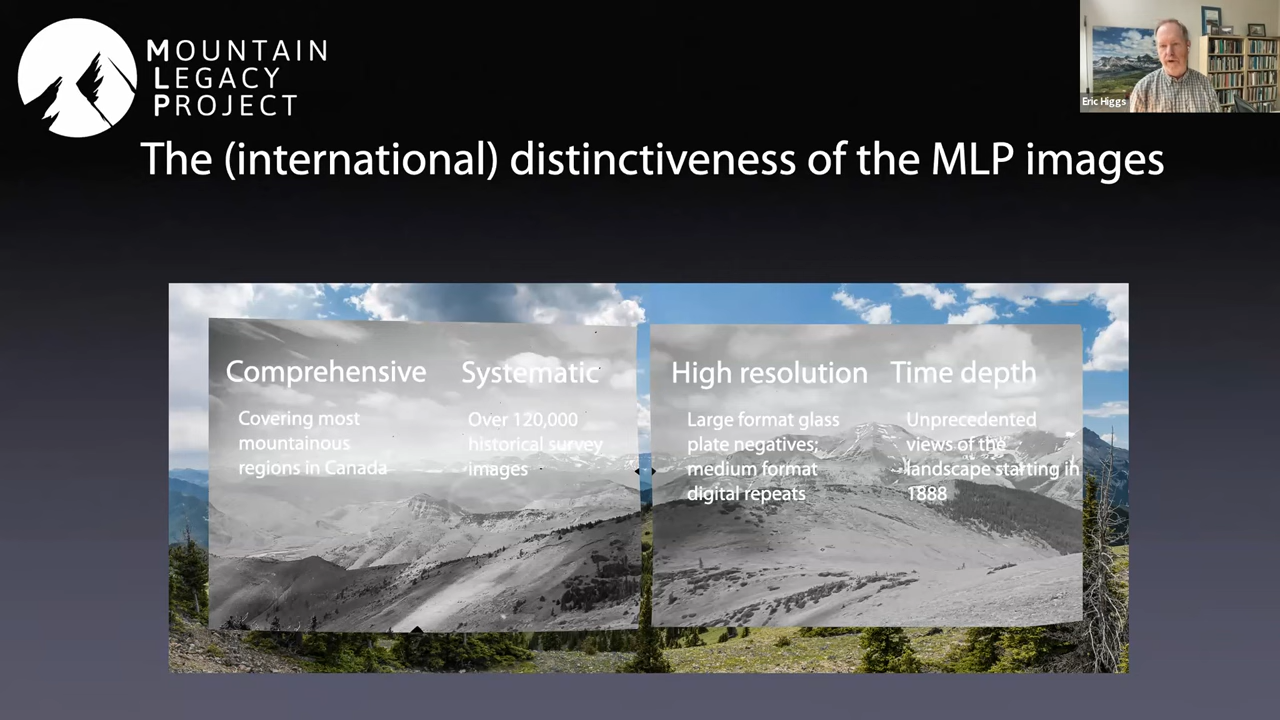 MOUNTAIN
LEGACY
PROJECT
Eric Higgs
The (international) distinctiveness of the MLP images
Comprehensive
Covering most
mountainous
regions in Canada
Systematic
Over 120,000
historical survey
images
High resolution
Large format glass
plate negatives;
medium format
digital repeats
Time depth
Unprecedented
views of the
landscape starting in
1888